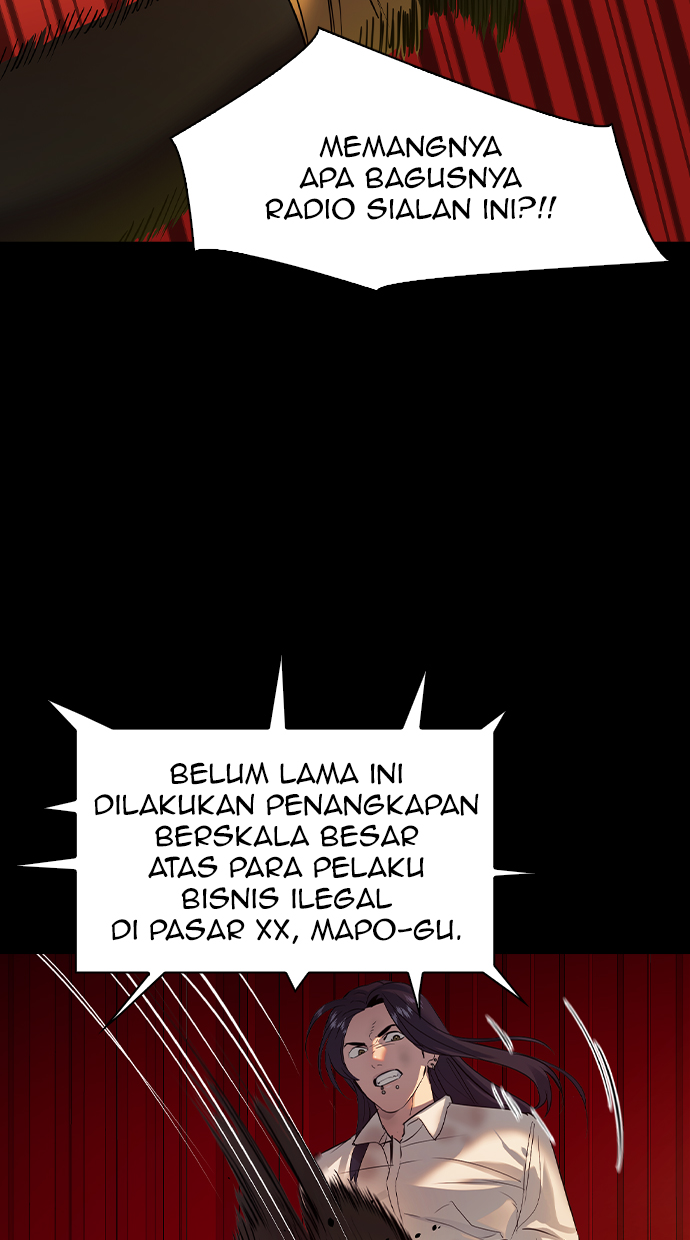 MEMANGNYA
APA BAGUSNYA
RADIO SIALAN INI?!!
BELUM LAMA INI
DILAKUKAN PENANGKAPAN
BERSKALA BESAR
ATAS PARA PELAKU
BISNIS ILEGAL
DI PASAR XX, MAPO-GU.